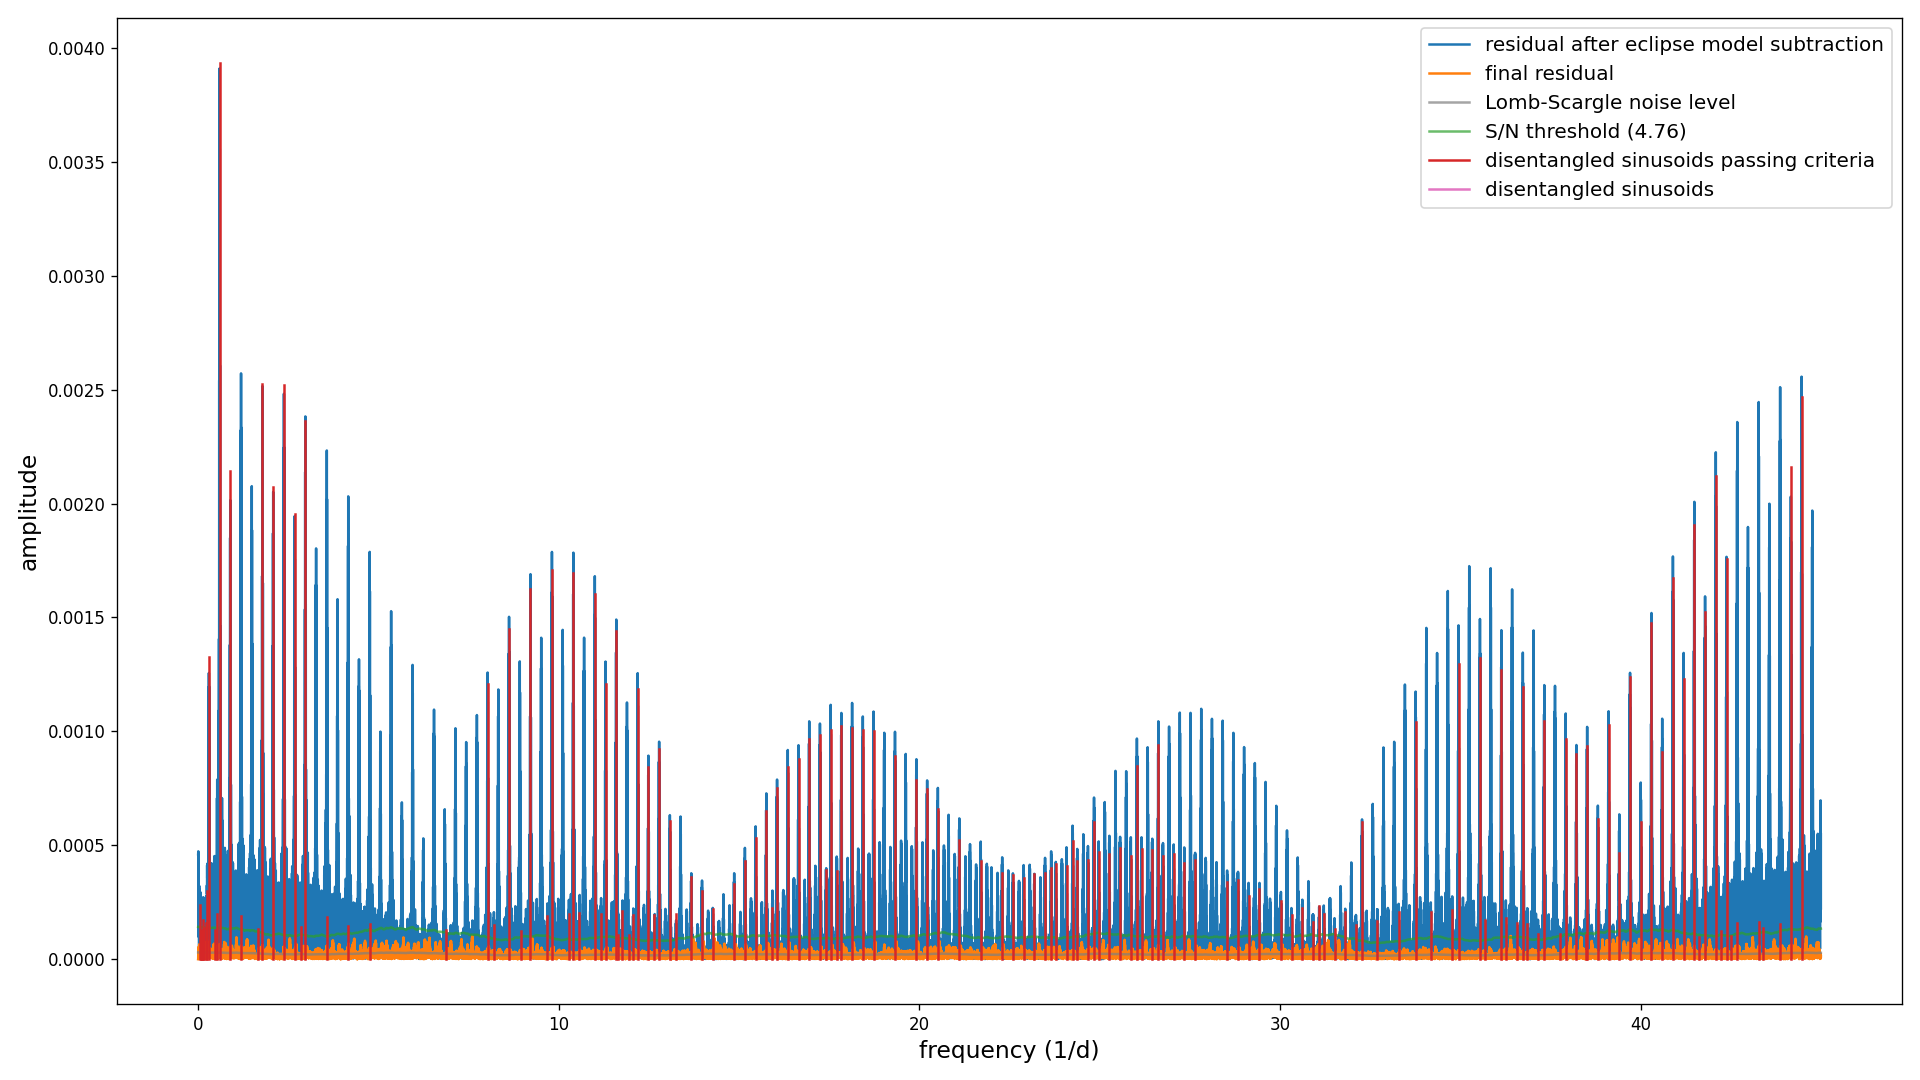 0.0040
0.0035
0.0030
0.0025
0.0020
0.0015
0.0010
0.0005
0.0000
amplitude
residual after eclipse model subtraction
final residual
Lomb-Scargle noise level
S/N threshold (4.76)
disentangled sinusoids passing criteria
disentangled sinusoids
0 10 20 30 40
frequency (1/d)